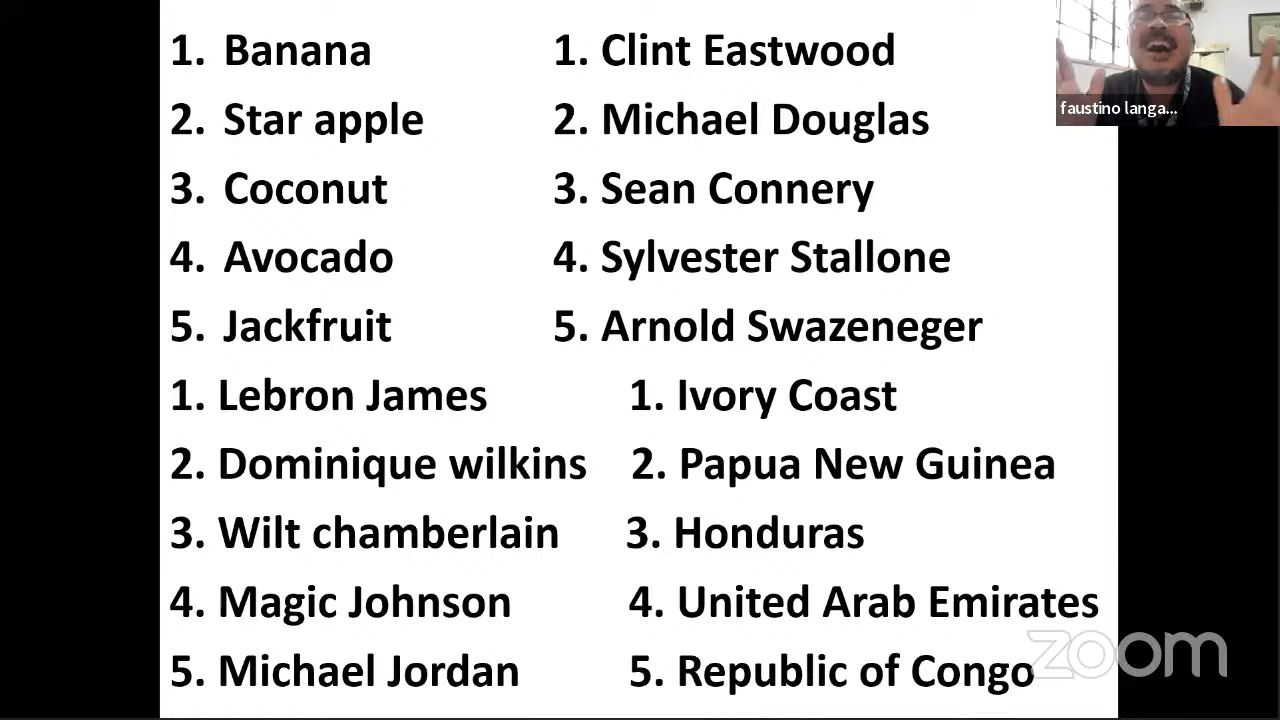 1. Banana
2. Star apple
3. Coconut
4. Avocado
5. Jackfruit
1. Clint Eastwood
2. Michael Douglas
3. Sean Connery
4. Sylvester Stallone
5. Arnold Swazeneger
1. Lebron James
2. Dominique wilkins
3. Wilt chamberlain
4. Magic Johnson
5. Michael Jordan
1. Ivory Coast
2. Papua New Guinea
3. Honduras
4. United Arab Emirates
5. Republic of Congo
faustino langa...
zoom